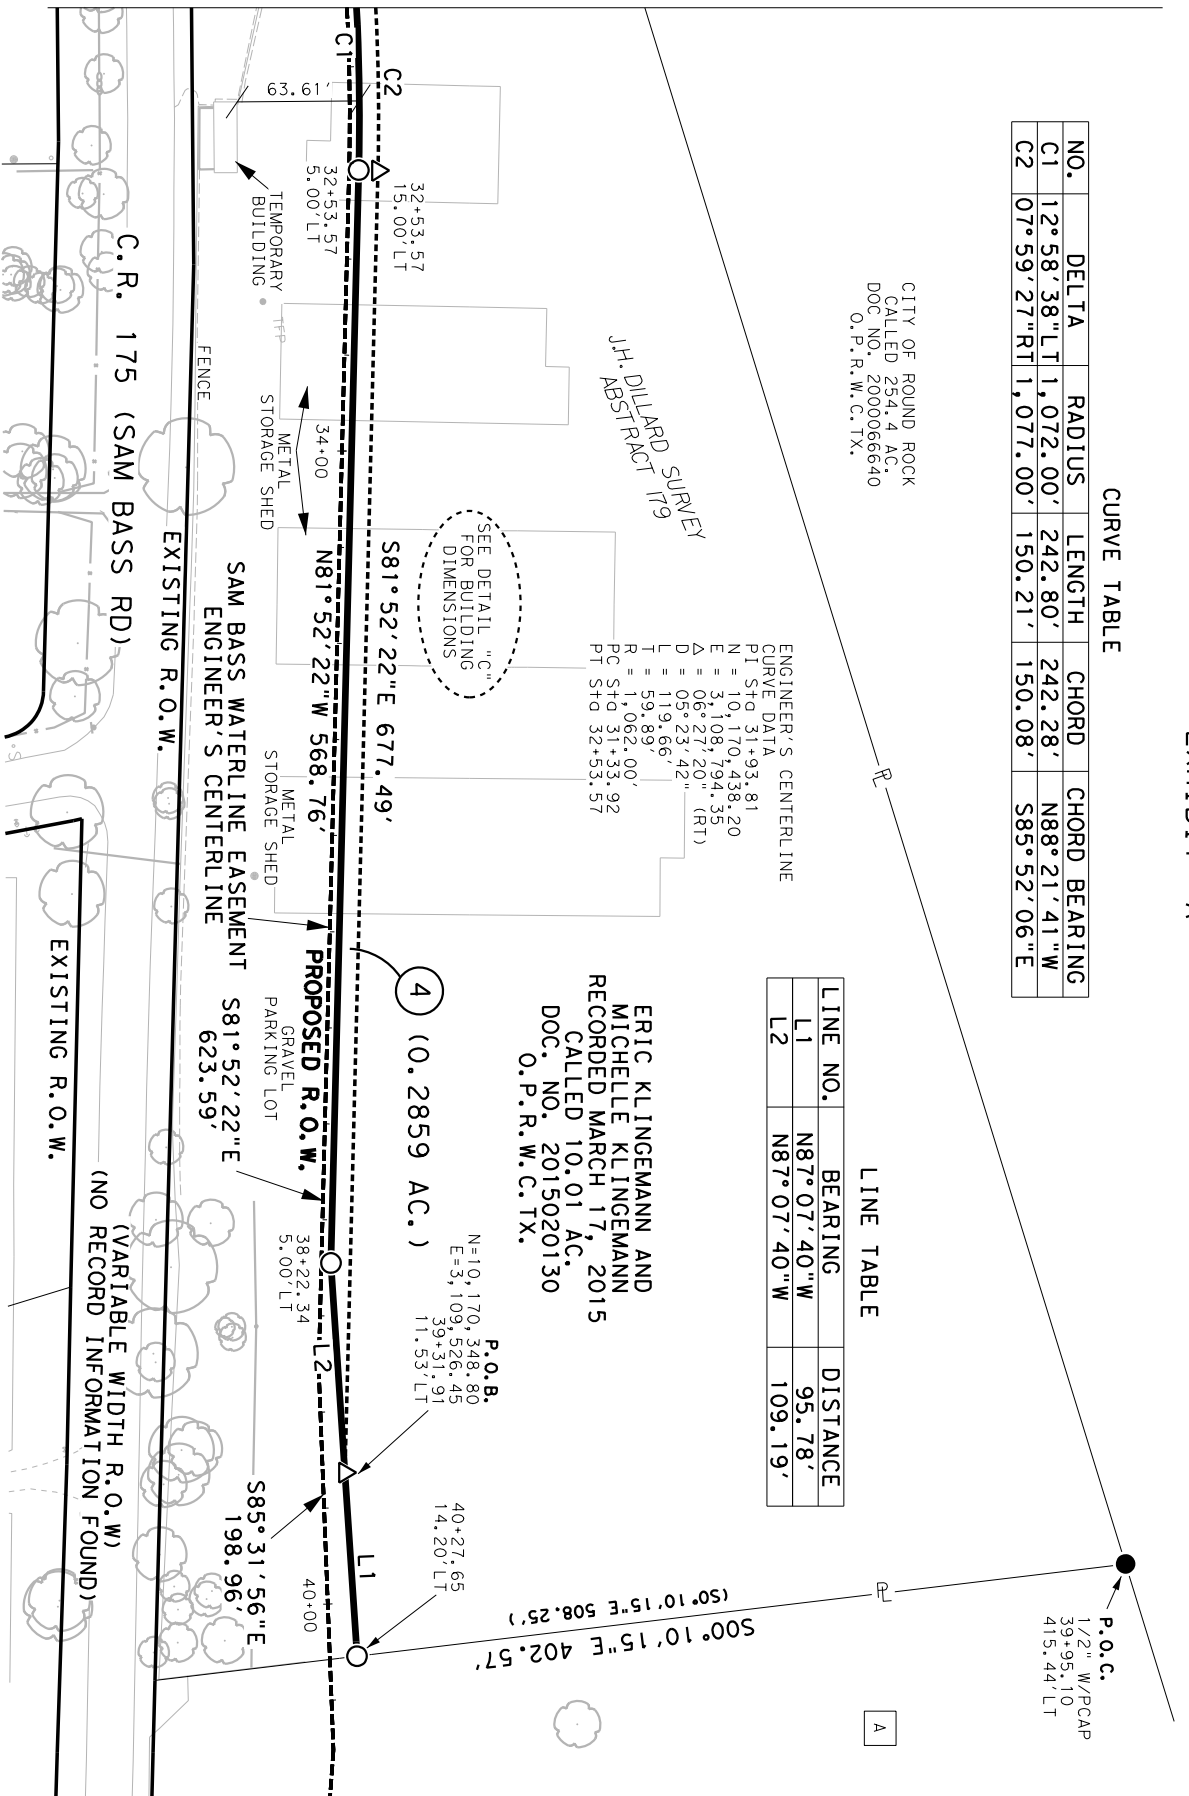 CURVE TABLE
NO. DELTA RADIUS LENGTH CHORD CHORD BEARING
C1 12°58'38"LT 1,072.00' 242.80' 242.28' N88°21'41"W
C2 07°59'27"RT 1,077.00' 150.21' 150.08' S85°52'06"E
LINE TABLE
LINE NO. BEARING DISTANCE
L1 N87°07'40"W 95.78'
L2 N87°07'40"W 109.19'
P.O.C.
1/2" W/PCAP
39+95.10
415.44'LT
A
CITY OF ROUND ROCK
CALLED 254.4 AC.
DOC NO. 2000066640
O.P.R.W.C.TX.
PL
PL
J.H. DILLARD SURVEY
ABSTRACT 179
ENGINEER'S CENTERLINE
CURVE DATA
PI Sta 31+93.81
N = 10,170,438.20
E = 3,108,794.35
Δ = 06°27'20" (RT)
D = 05°23'42"
L = 119.66'
T = 59.89'
R = 1,062.00'
PC Sta 31+33.92
PT Sta 32+53.57
ERIC KLINGEMANN AND
MICHELLE KLINGEMANN
RECORDED MARCH 17, 2015
CALLED 10.01 AC.
DOC. NO. 2015020130
O.P.R.W.C.TX.
(S0°10'15"E 508.25')
S00°10'15"E 402.57'
SEE DETAIL "C"
FOR BUILDING
DIMENSIONS
P.O.B.
N=10,170,348.80
E=3,109,526.45
39+31.91
11.53'LT
40+27.65
14.20'LT
4 (0.2859 AC.)
C2
32+53.57
15.00'LT
S81°52'22"E 677.49'
C1
32+53.57
5.00'LT
63.61'
34+00
N81°52'22"W 568.76'
PROPOSED R.O.W.
L2
L1
38+22.34
5.00'LT
40+00
TEMPORARY
BUILDING
TFP
METAL
STORAGE SHED
METAL
STORAGE SHED
GRAVEL
PARKING LOT
SAM BASS WATERLINE EASEMENT
ENGINEER'S CENTERLINE
S81°52'22"E
623.59'
S85°31'56"E
198.96'
FENCE
EXISTING R.O.W.
C.R. 175 (SAM BASS RD)
(VARIABLE WIDTH R.O.W)
(NO RECORD INFORMATION FOUND)
EXISTING R.O.W.